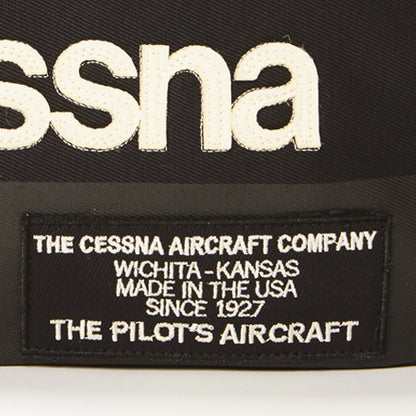 ssna
THE CESSNA AIRCRAFT COMPANY
WICHITA-KANSAS
MADE IN THE USA
SINCE 1927
THE PILOT'S AIRCRAFT